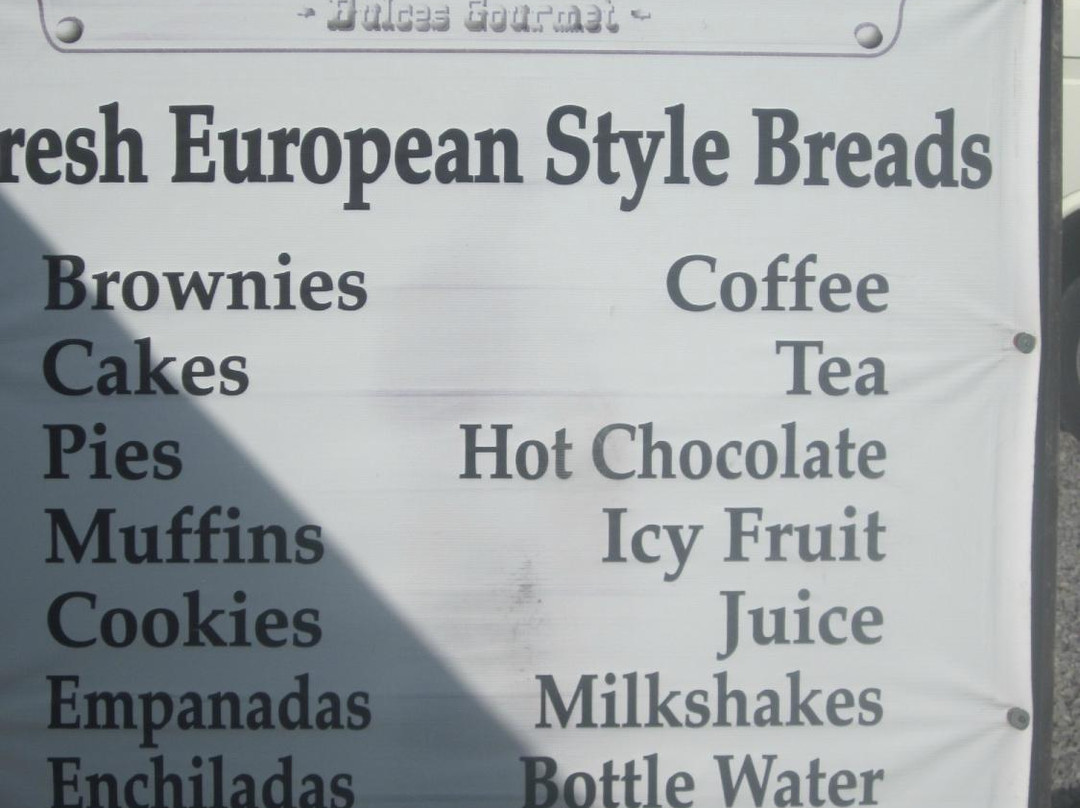 Dulces Gourmet
resh European Style Breads
Brownies Coffee
Cakes Tea
Pies Hot Chocolate
Muffins Icy Fruit
Cookies Juice
Empanadas Milkshakes
Enchiladas Bottle Water